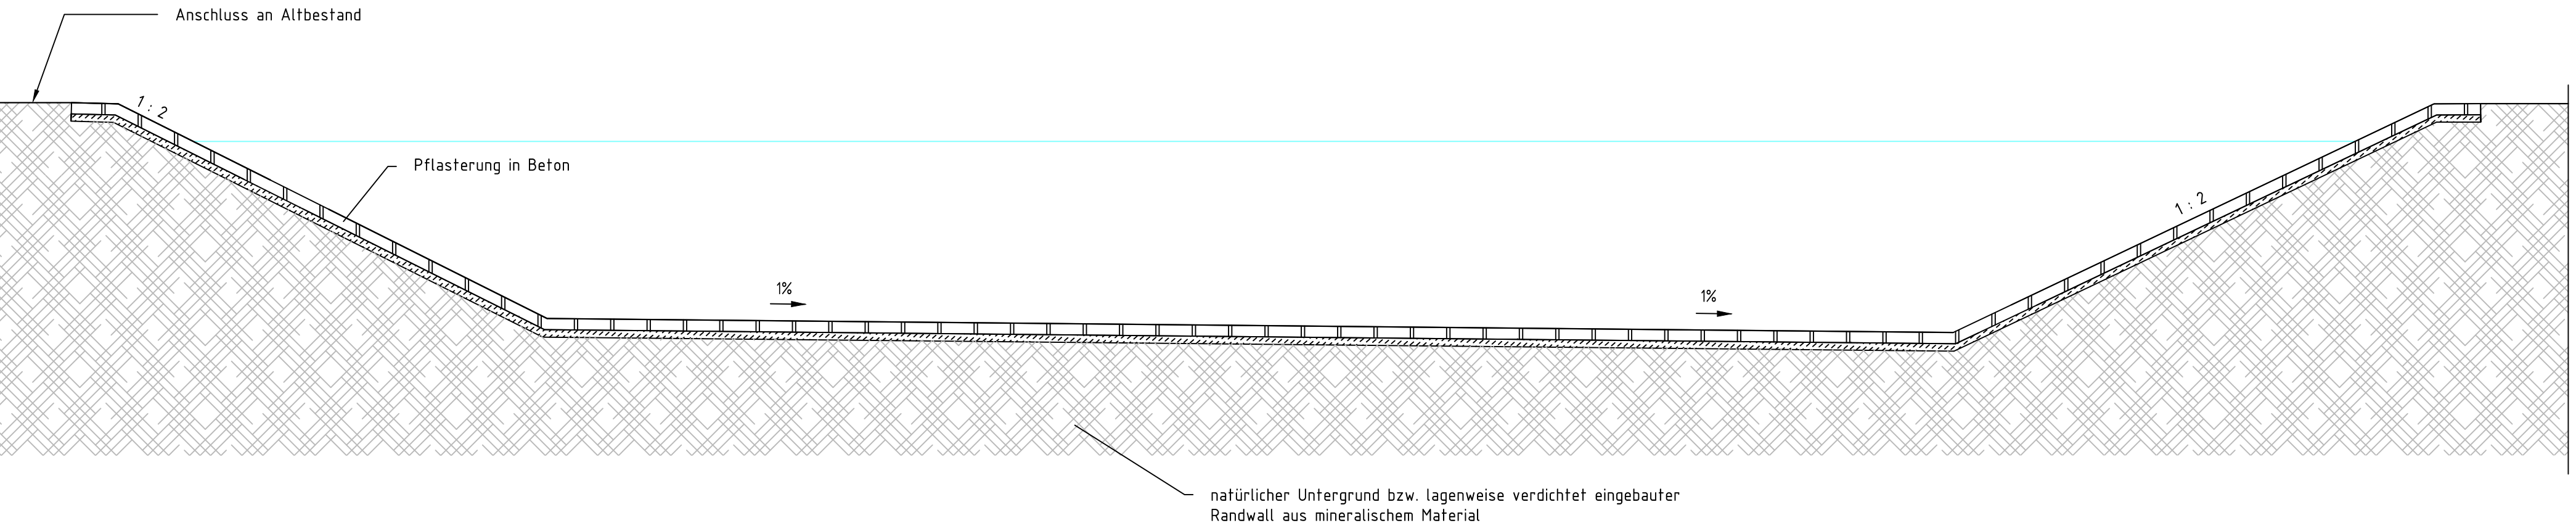 Anschluss an Altbestand
1 : 2
Pflasterung in Beton
1 : 2
1%
1%
natürlicher Untergrund bzw. lagenweise verdichtet eingebauter
Randwall aus mineralischem Material